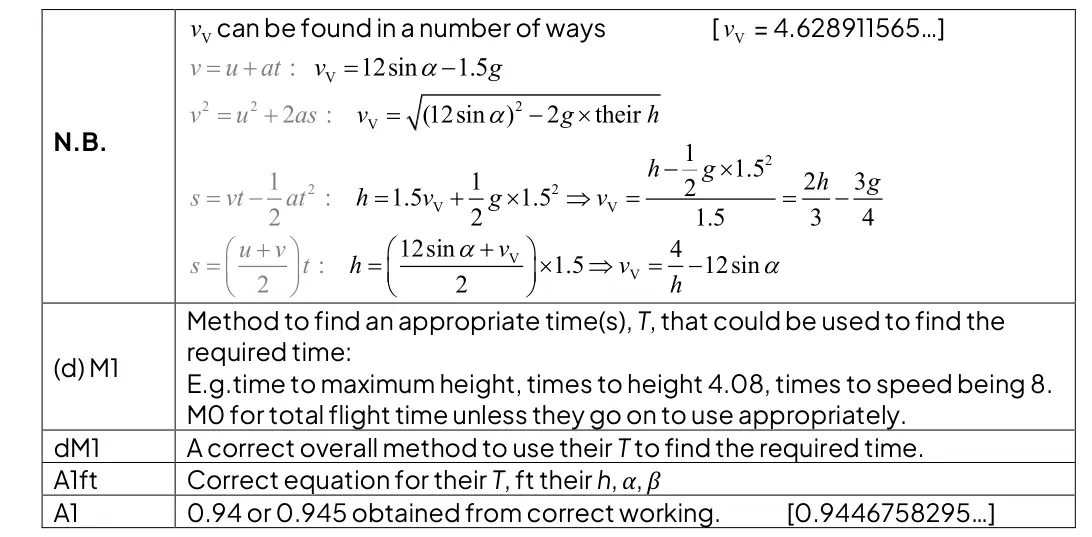 v_V can be found in a number of ways [ v_V = 4.628911565…]
v = u + at : v_V = 12 sin α − 1.5g
v² = u² + 2as : v_V = √((12 sin α)² − 2g × their h)
N.B.
s = vt − 1/2 at² : h = 1.5v_V + 1/2 g × 1.5² ⇒ v_V = (h − 1/2 g × 1.5²)/1.5 = 2h/3 − 3g/4
s = ((u + v)/2) t : h = ((12 sin α + v_V)/2) × 1.5 ⇒ v_V = 4/h − 12 sin α
Method to find an appropriate time(s), T, that could be used to find the
required time:
(d) M1
E.g.time to maximum height, times to height 4.08, times to speed being 8.
M0 for total flight time unless they go on to use appropriately.
dM1 A correct overall method to use their T to find the required time.
A1ft Correct equation for their T, ft their h, α, β
A1 0.94 or 0.945 obtained from correct working. [0.9446758295…]